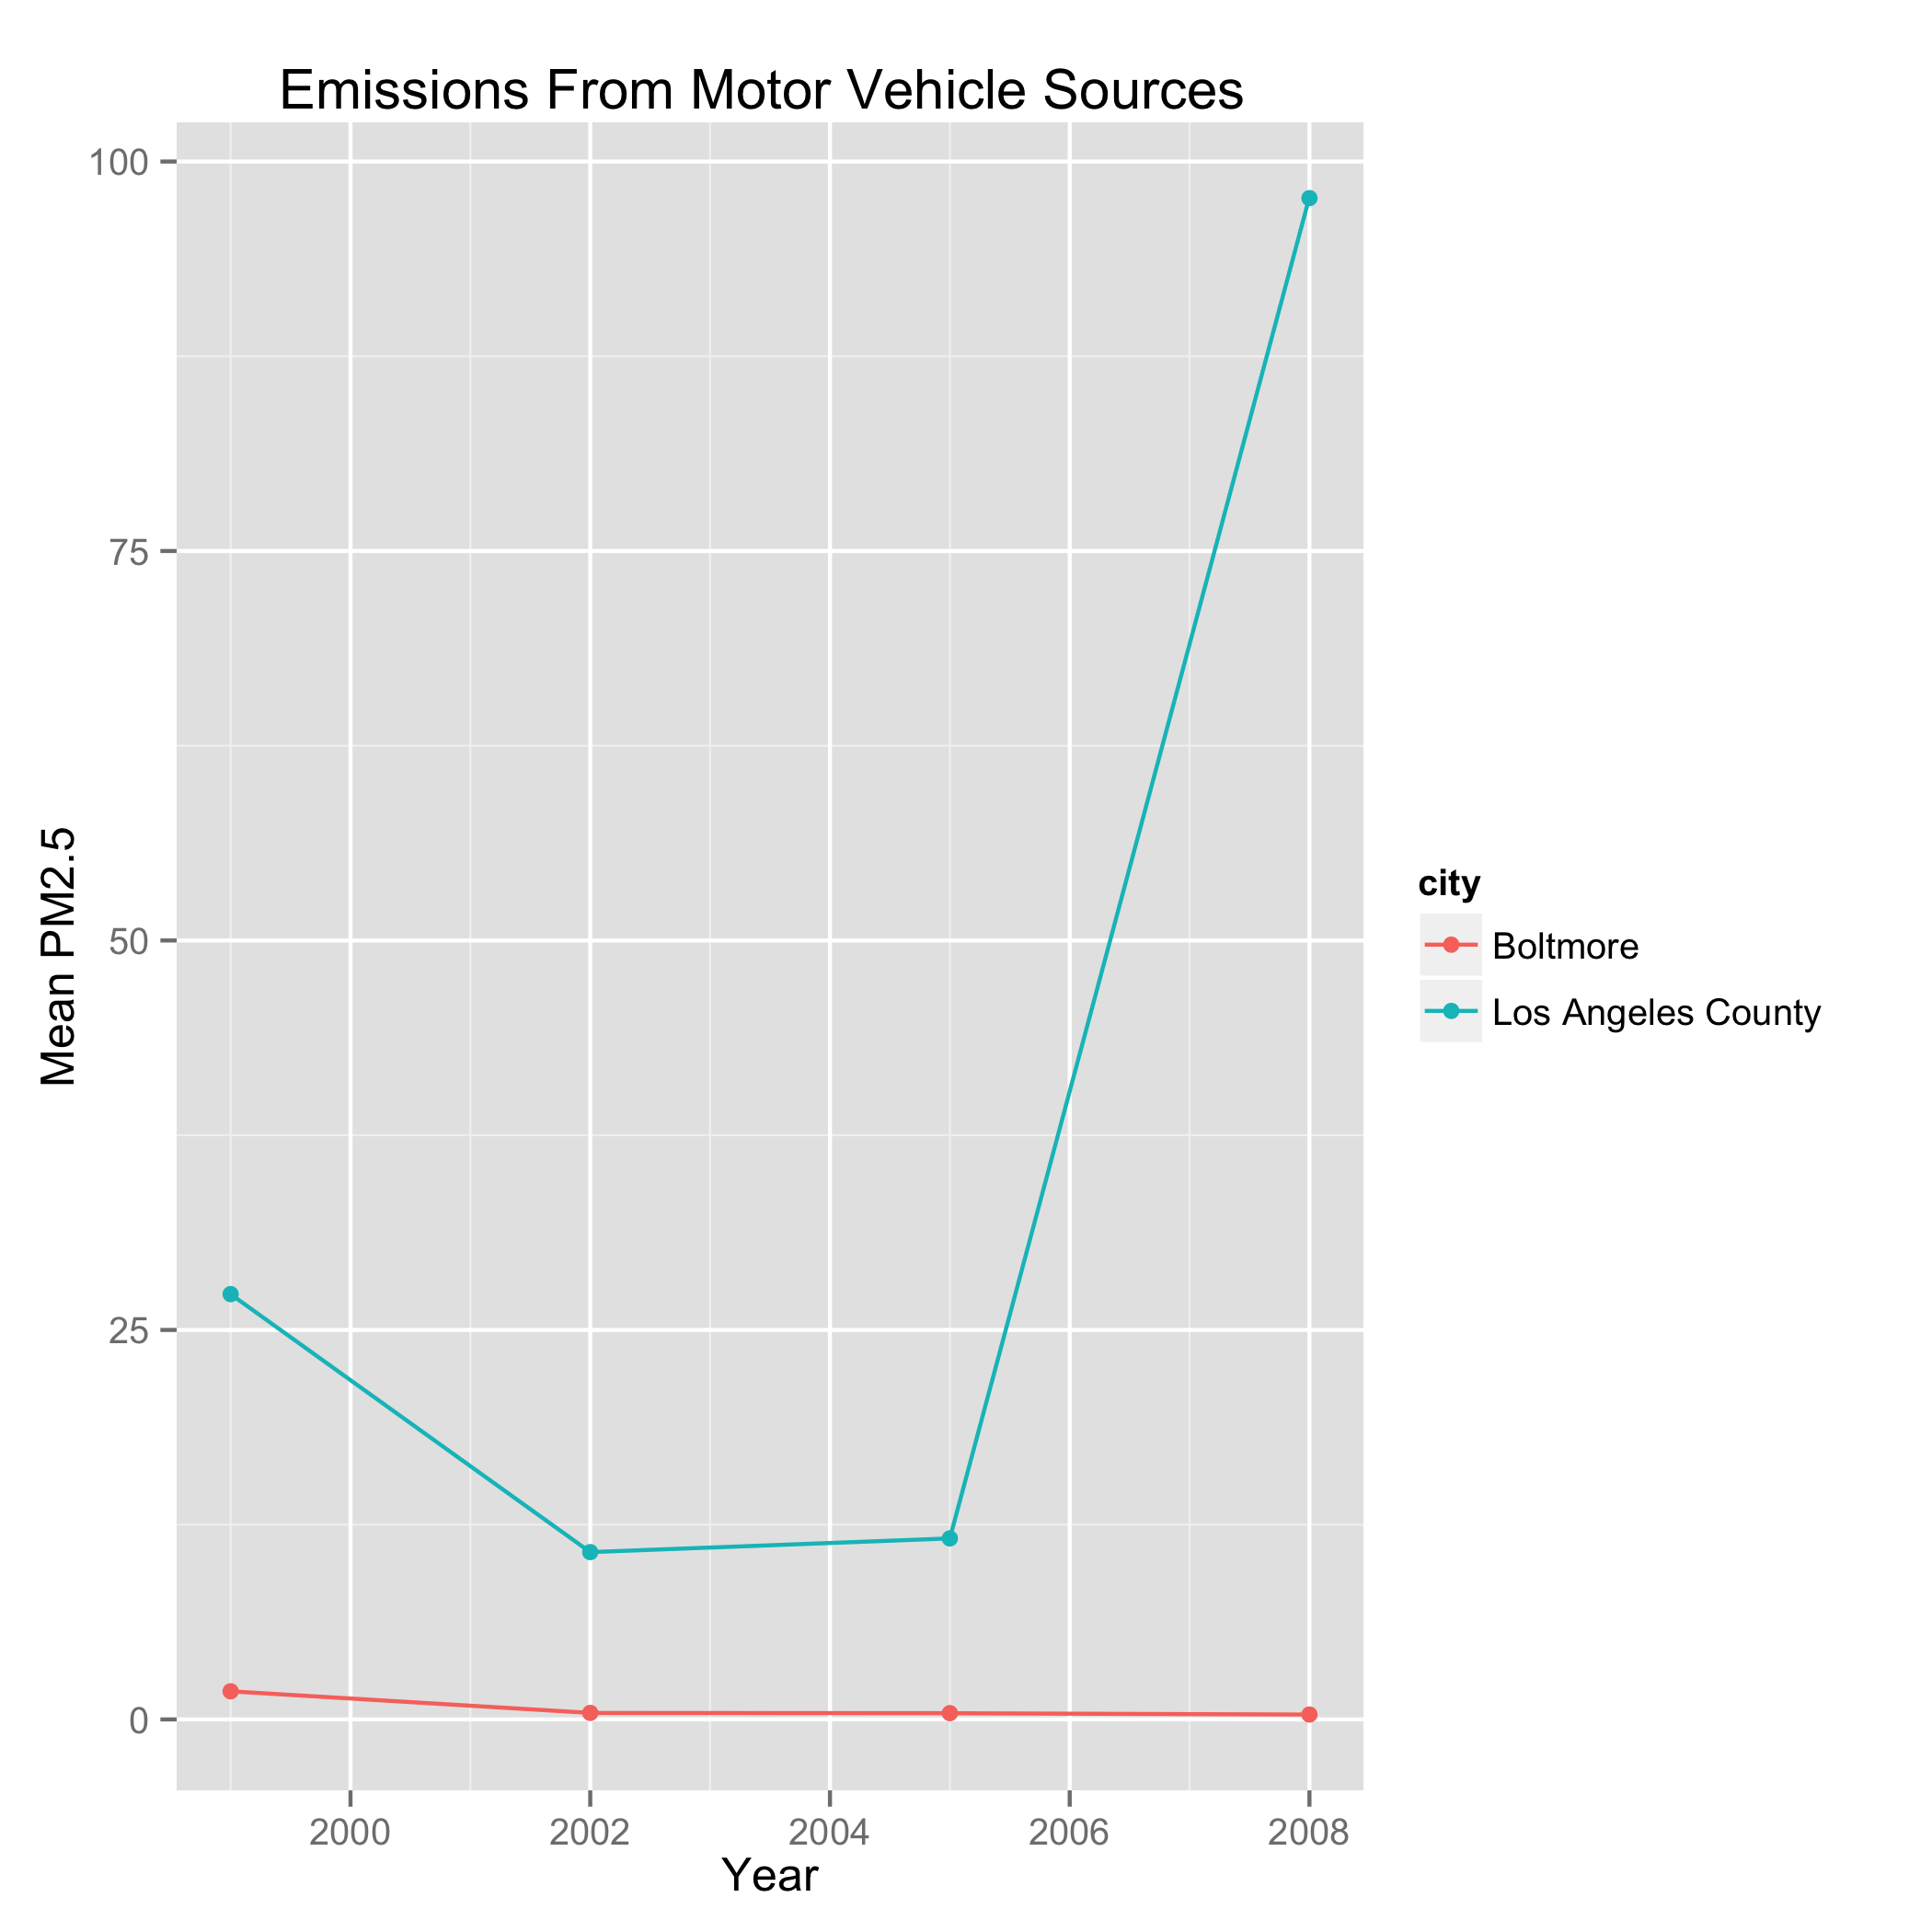 Emissions From Motor Vehicle Sources
100
75
50
25
0
Mean PM2.5
2000 2002 2004 2006 2008
Year
city
Boltmore
Los Angeles County